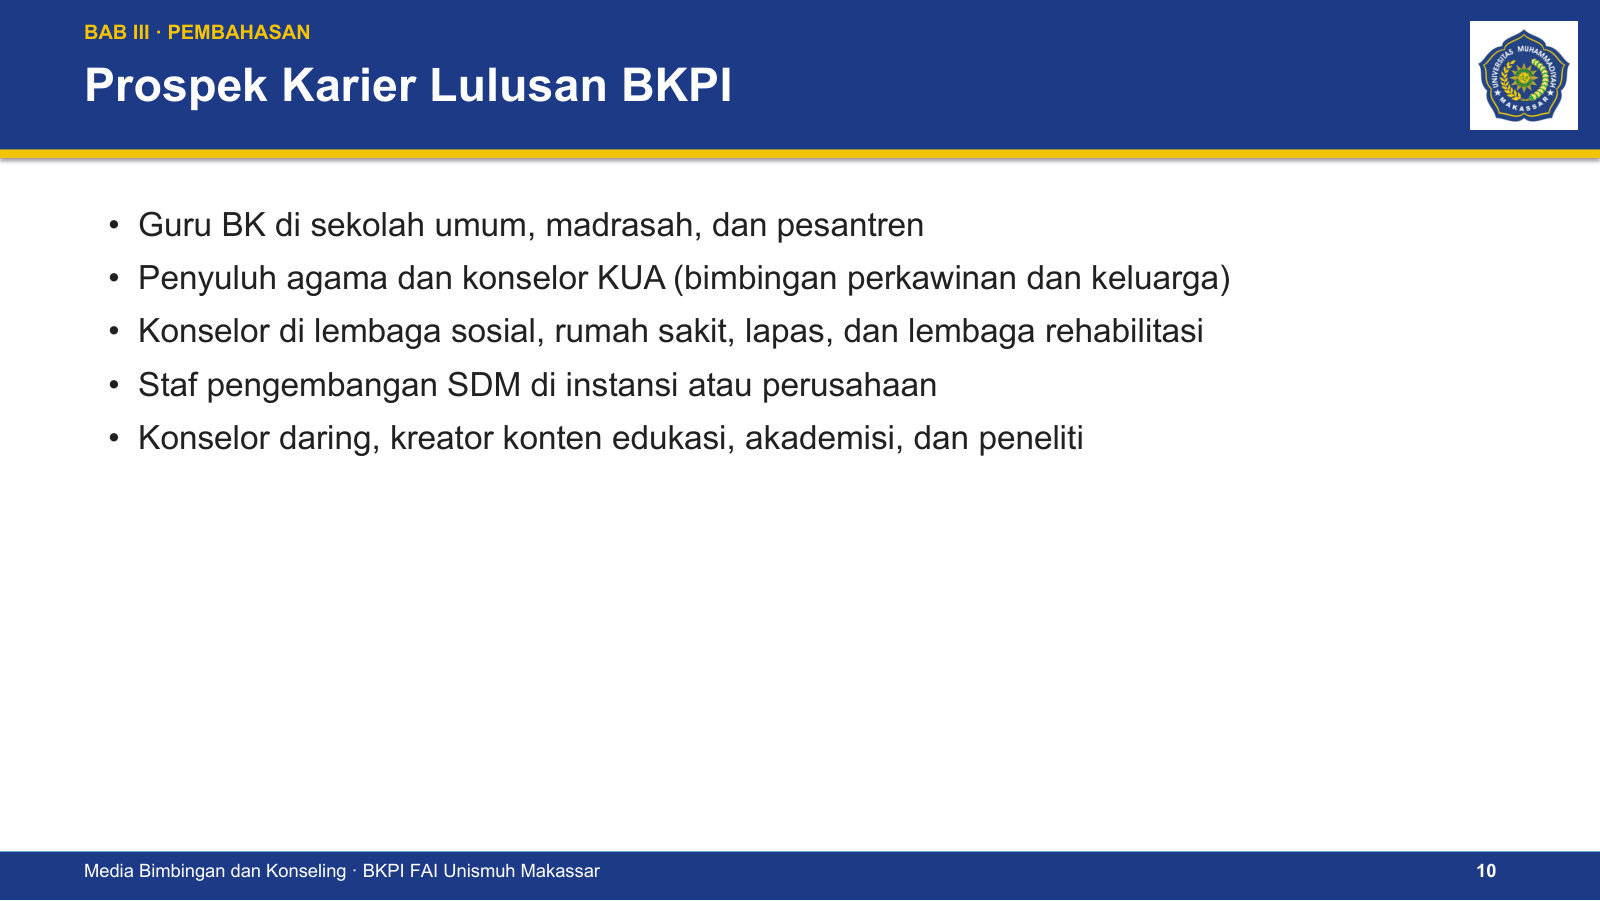 BAB III · PEMBAHASAN
Prospek Karier Lulusan BKPI
UNIVERSITAS MUHAMMADIYAH
MAKASSAR
• Guru BK di sekolah umum, madrasah, dan pesantren
• Penyuluh agama dan konselor KUA (bimbingan perkawinan dan keluarga)
• Konselor di lembaga sosial, rumah sakit, lapas, dan lembaga rehabilitasi
• Staf pengembangan SDM di instansi atau perusahaan
• Konselor daring, kreator konten edukasi, akademisi, dan peneliti
Media Bimbingan dan Konseling · BKPI FAI Unismuh Makassar
10